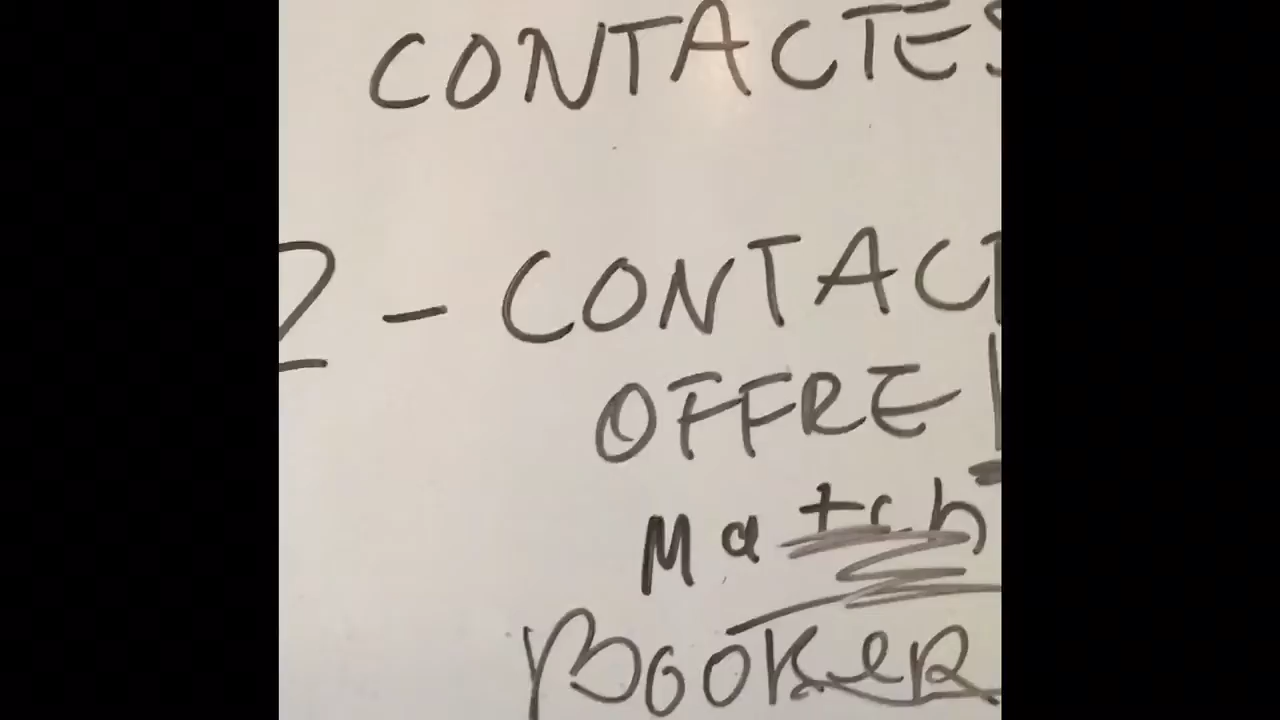 CONTACTES
2 - CONTACT
OFFRE
Match
BOOKER